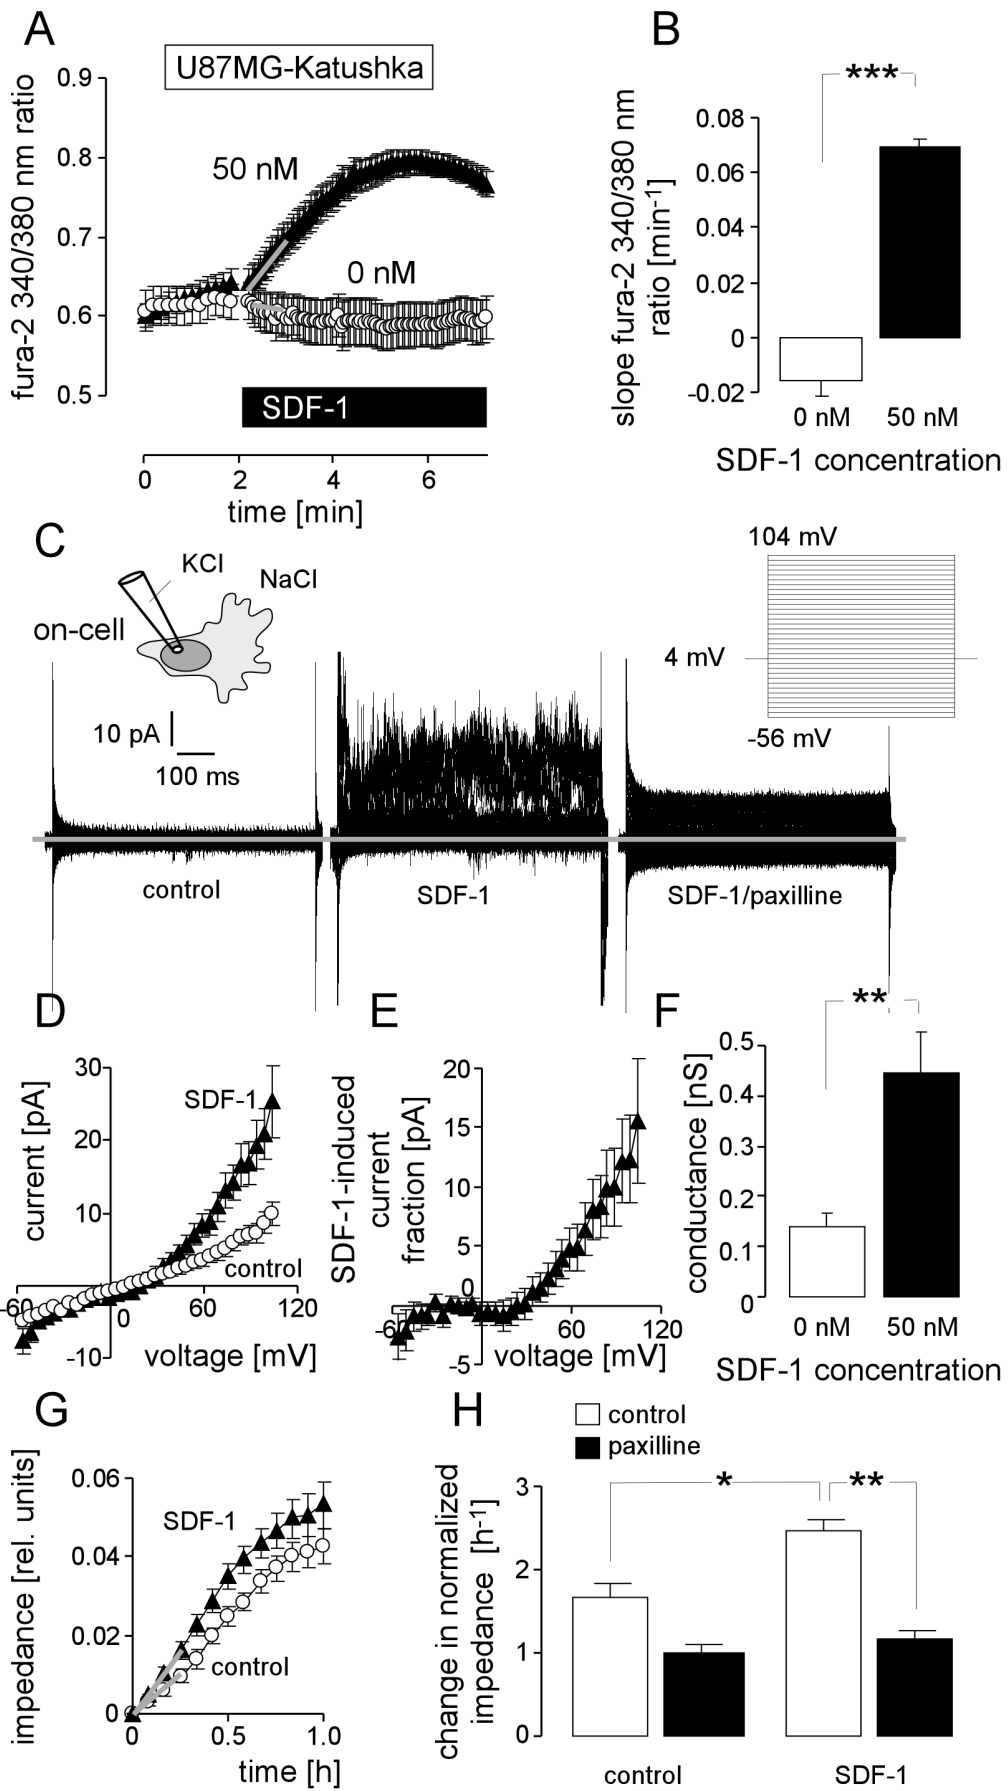 A
U87MG-Katushka
fura-2 340/380 nm ratio
0.9
0.8
0.7
0.6
0.5
50 nM
0 nM
SDF-1
0
2
4
6
time [min]
B
***
slope fura-2 340/380 nm
ratio [min-1]
0.08
0.06
0.04
0.02
0
-0.02
0 nM
50 nM
SDF-1 concentration
C
KCl
NaCl
on-cell
10 pA
100 ms
104 mV
4 mV
-56 mV
control
SDF-1
SDF-1/paxilline
D
current [pA]
30
20
10
-10
-60
0
60
120
SDF-1
control
voltage [mV]
E
SDF-1-induced
current
fraction [pA]
20
15
10
5
0
-5
-60
60
120
voltage [mV]
F
**
conductance [nS]
0.5
0.4
0.3
0.2
0.1
0
0 nM
50 nM
SDF-1 concentration
G
impedance [rel. units]
0.06
0.04
0.02
0
SDF-1
control
0
0.5
1.0
time [h]
H
control
paxilline
change in normalized
impedance [h-1]
3
2
1
0
*
**
control
SDF-1